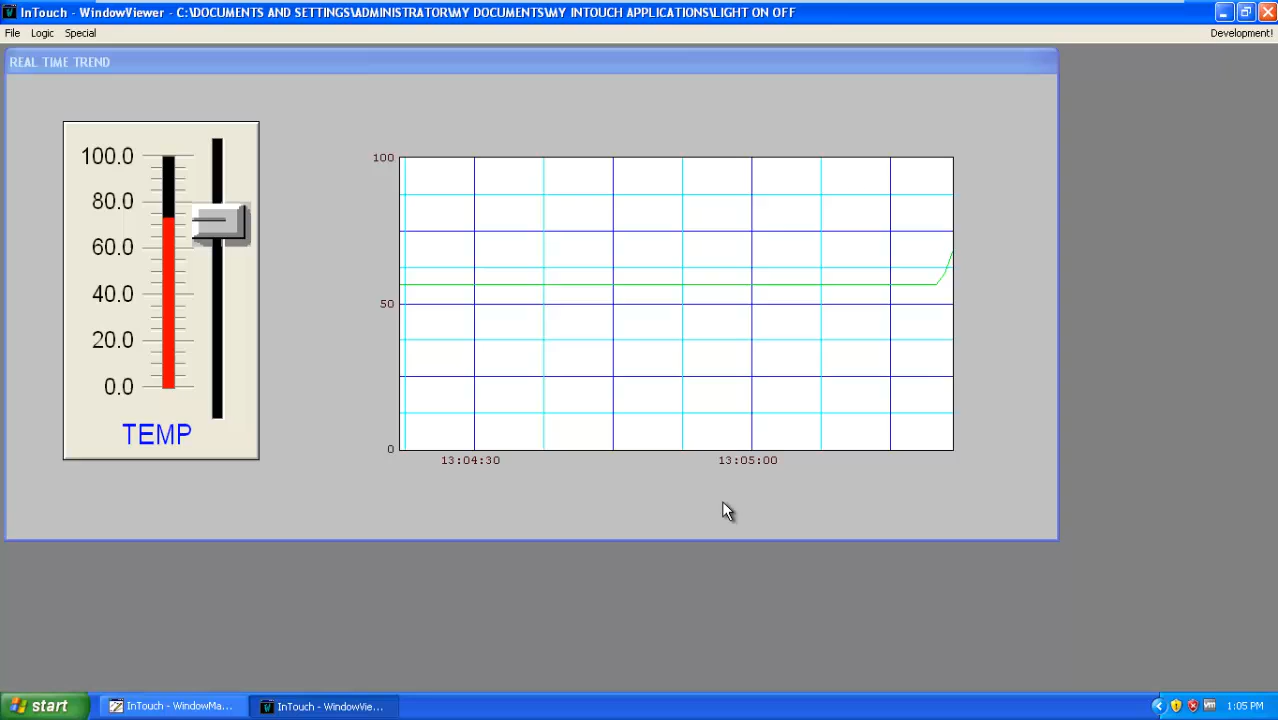 InTouch - WindowViewer - C:\DOCUMENTS AND SETTINGS\ADMINISTRATOR\MY DOCUMENTS\MY INTOUCH APPLICATIONS\LIGHT ON OFF
File Logic Special Development!
REAL TIME TREND
100.0
80.0
60.0
40.0
20.0
0.0
TEMP
100
50
0
13:04:30 13:05:00
start InTouch - WindowMa... InTouch - WindowVie... 1:05 PM